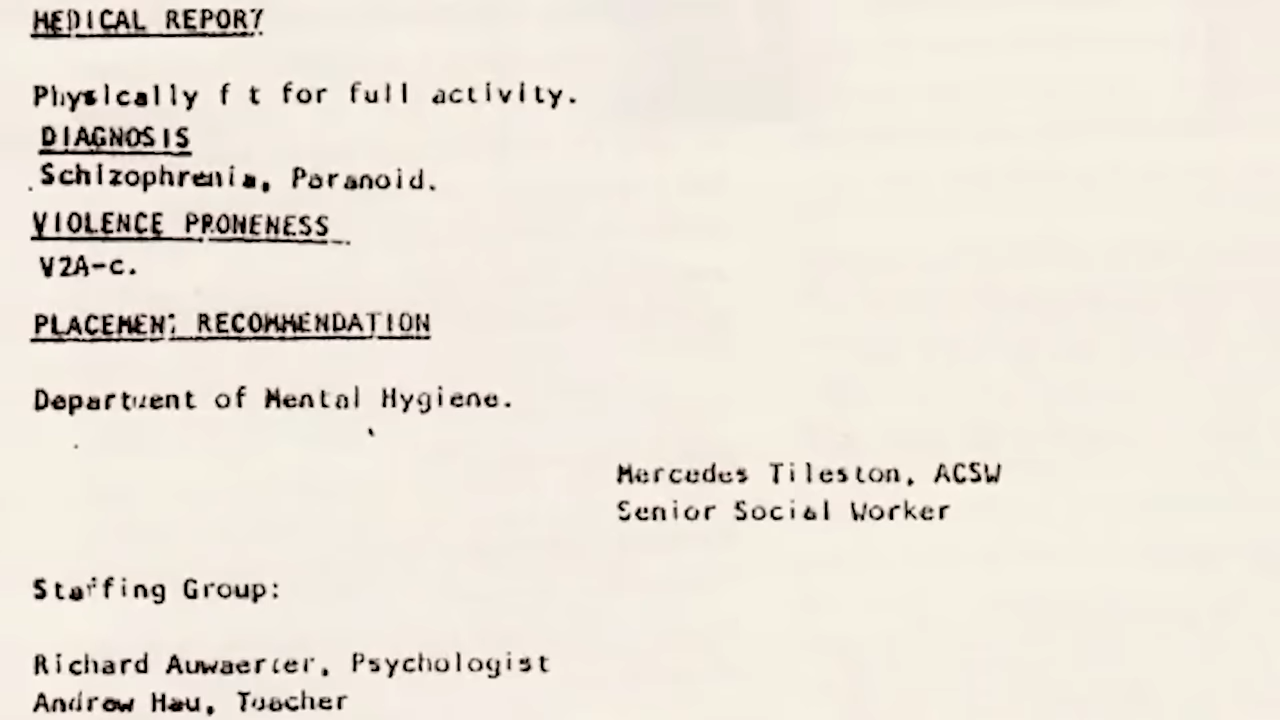 MEDICAL REPORT
Physically f t for full activity.
DIAGNOSIS
Schizophrenia, Paranoid.
VIOLENCE PRONENESS
V2A-c.
PLACEMENT RECOMMENDATION
Department of Mental Hygiene.
Mercedes Tileston, ACSW
Senior Social Worker
Staffing Group:
Richard Auwaerter, Psychologist
Andrew Hau, Teacher